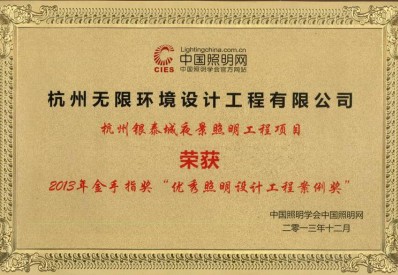 Lightingchina.com.cn
CIES
中国照明网
中国照明学会官方网站
杭州无限环境设计工程有限公司
杭州银泰城夜景照明工程项目
荣获
2013年金手指奖“优秀照明设计工程案例奖”
中国照明学会中国照明网
二零一三年十二月